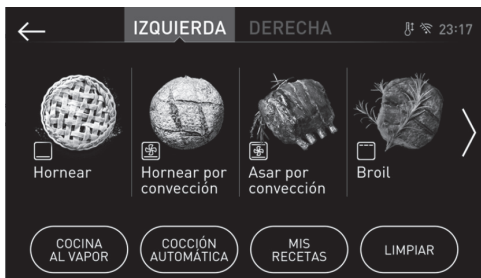 IZQUIERDA DERECHA 23:17
Hornear
Hornear por
convección
Asar por
convección
Broil
COCINA
AL VAPOR
COCCIÓN
AUTOMÁTICA
MIS
RECETAS
LIMPIAR